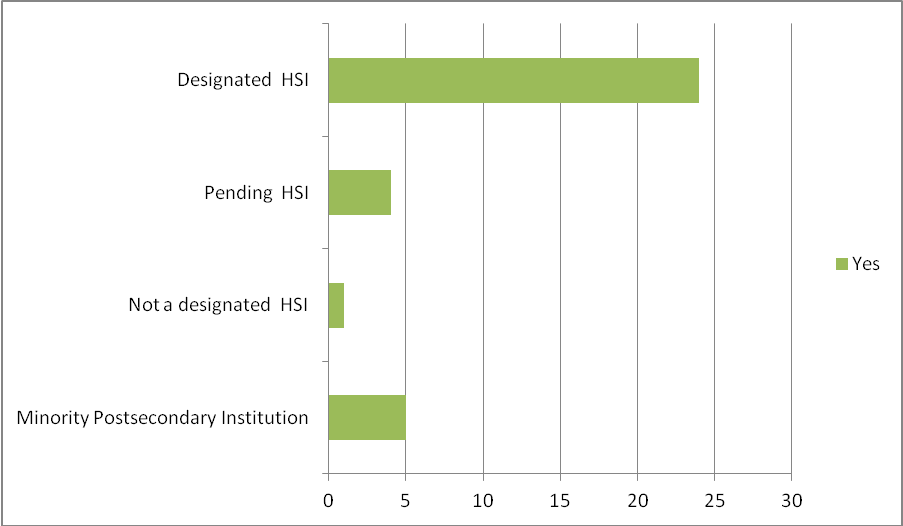 Designated HSI
Pending HSI
Not a designated HSI
Minority Postsecondary Institution
0 5 10 15 20 25 30
Yes